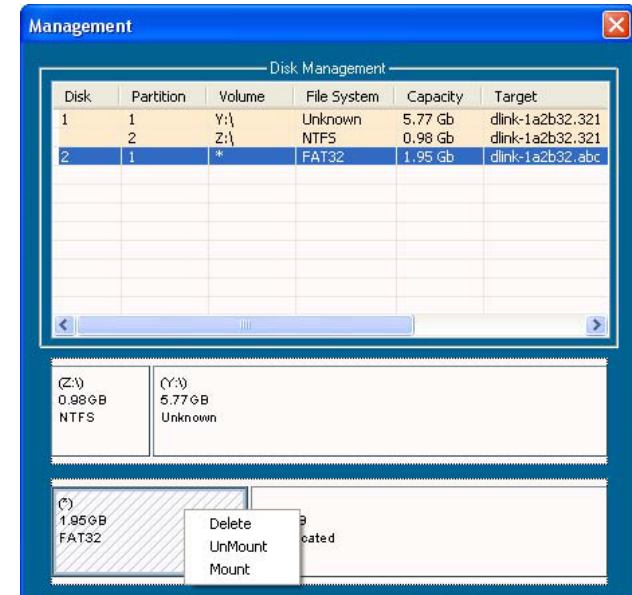 Management
Disk Management
Disk Partition Volume File System Capacity Target
1 1 Y:\ Unknown 5.77 Gb dlink-1a2b32.321
2 Z:\ NTFS 0.98 Gb dlink-1a2b32.321
2 1 * FAT32 1.95 Gb dlink-1a2b32.abc
(Z:\) (Y:\)
0.98GB 5.77GB
NTFS Unknown
(*)
1.95GB
FAT32
Delete
UnMount
Mount